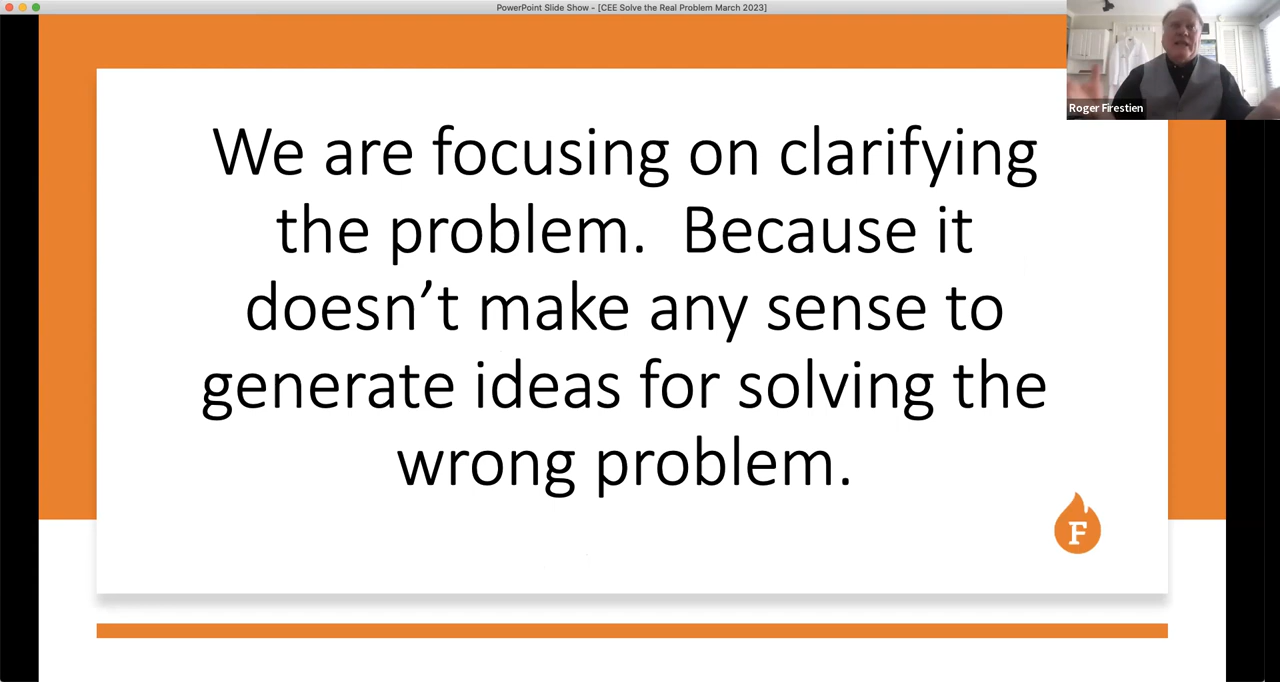 PowerPoint Slide Show - [CEE Solve the Real Problem March 2023]
Roger Firestien
We are focusing on clarifying
the problem.  Because it
doesn’t make any sense to
generate ideas for solving the
wrong problem.
F